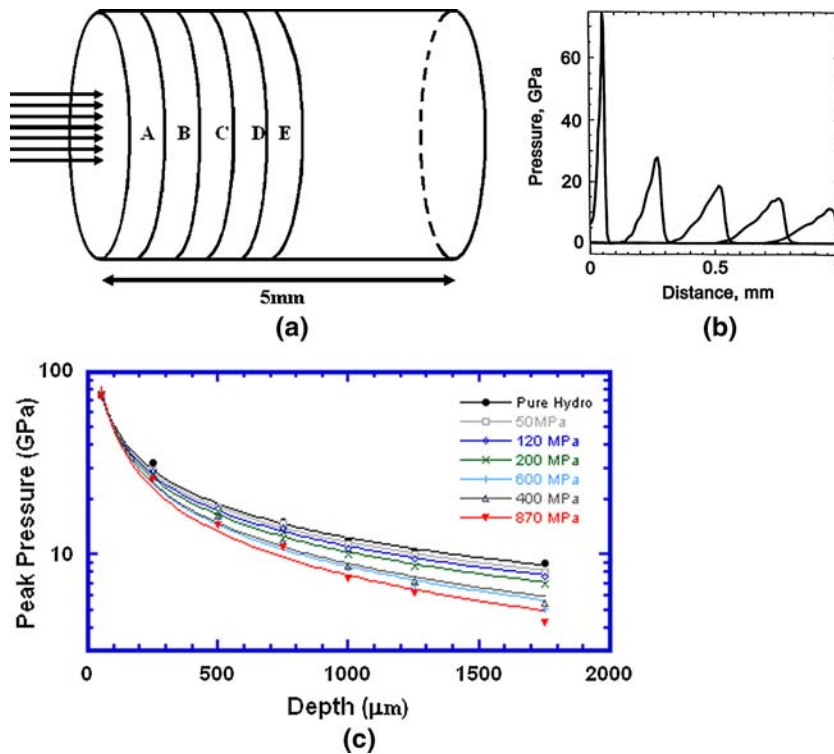 A B C D E
5mm
(a)
Pressure, GPa
60
40
20
0
0 0.5 1
Distance, mm
(b)
Peak Pressure (GPa)
100
10
0 500 1000 1500 2000
Depth (μm)
Pure Hydro
50MPa
120 MPa
200 MPa
600 MPa
400 MPa
870 MPa
(c)